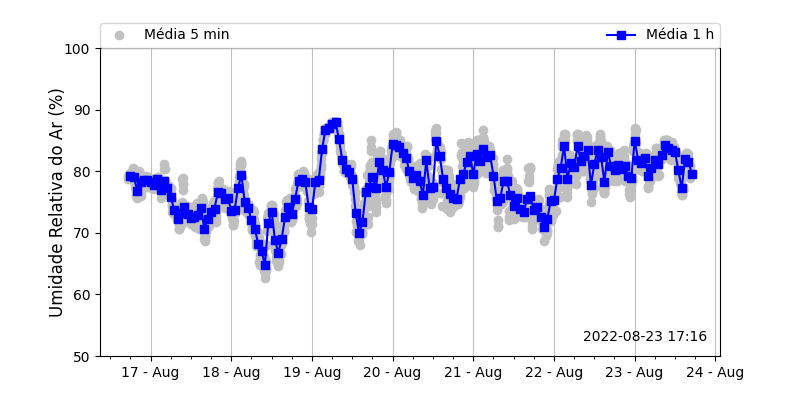 Média 5 min
Média 1 h
Umidade Relativa do Ar (%)
100
90
80
70
60
50
2022-08-23 17:16
17 - Aug
18 - Aug
19 - Aug
20 - Aug
21 - Aug
22 - Aug
23 - Aug
24 - Aug